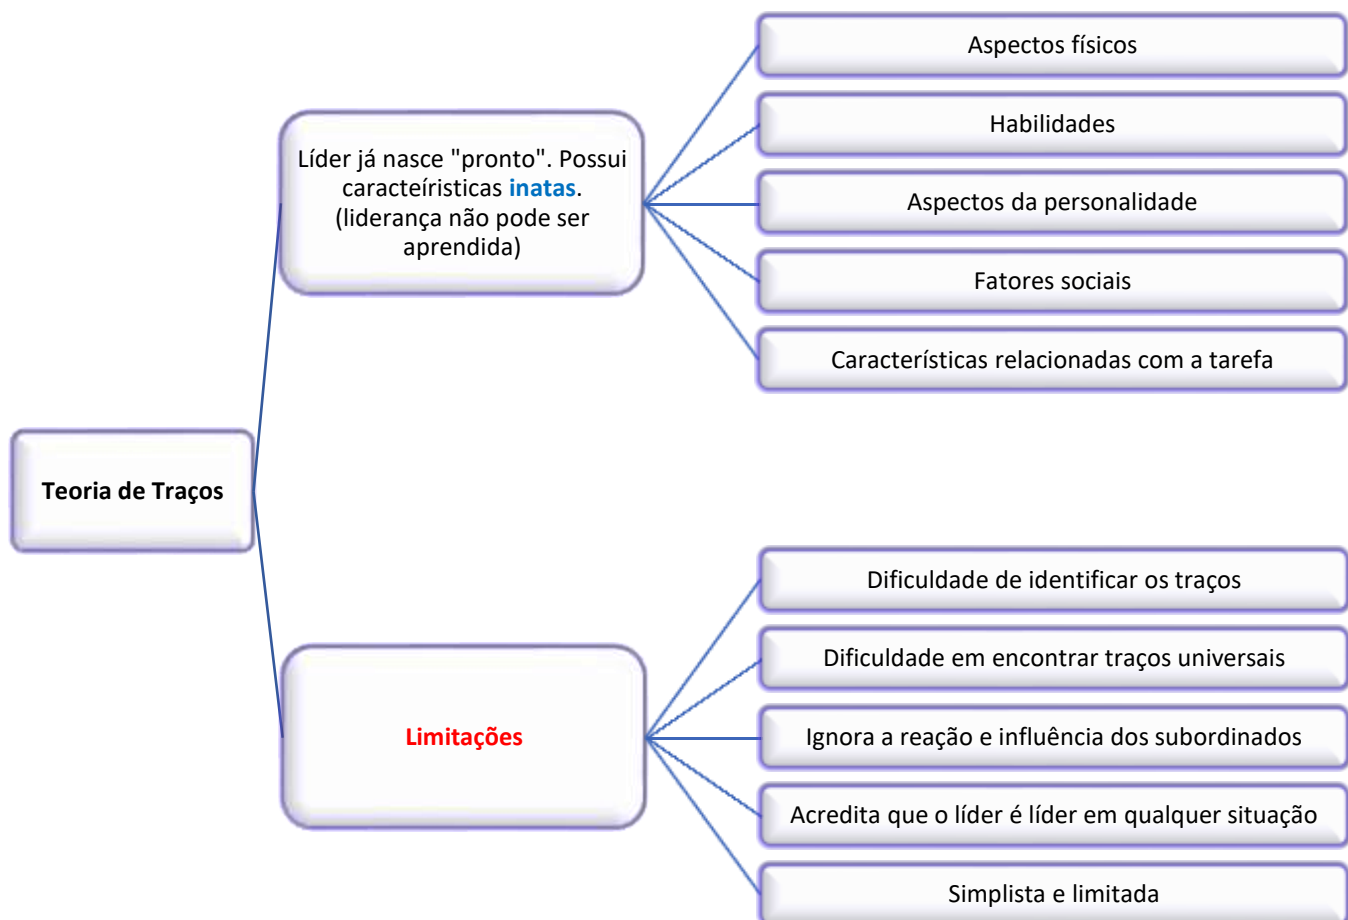 Aspectos físicos
Habilidades
Líder já nasce "pronto". Possui
caracteíristicas inatas.
(liderança não pode ser
aprendida)
Aspectos da personalidade
Fatores sociais
Características relacionadas com a tarefa
Teoria de Traços
Dificuldade de identificar os traços
Dificuldade em encontrar traços universais
Limitações
Ignora a reação e influência dos subordinados
Acredita que o líder é líder em qualquer situação
Simplista e limitada